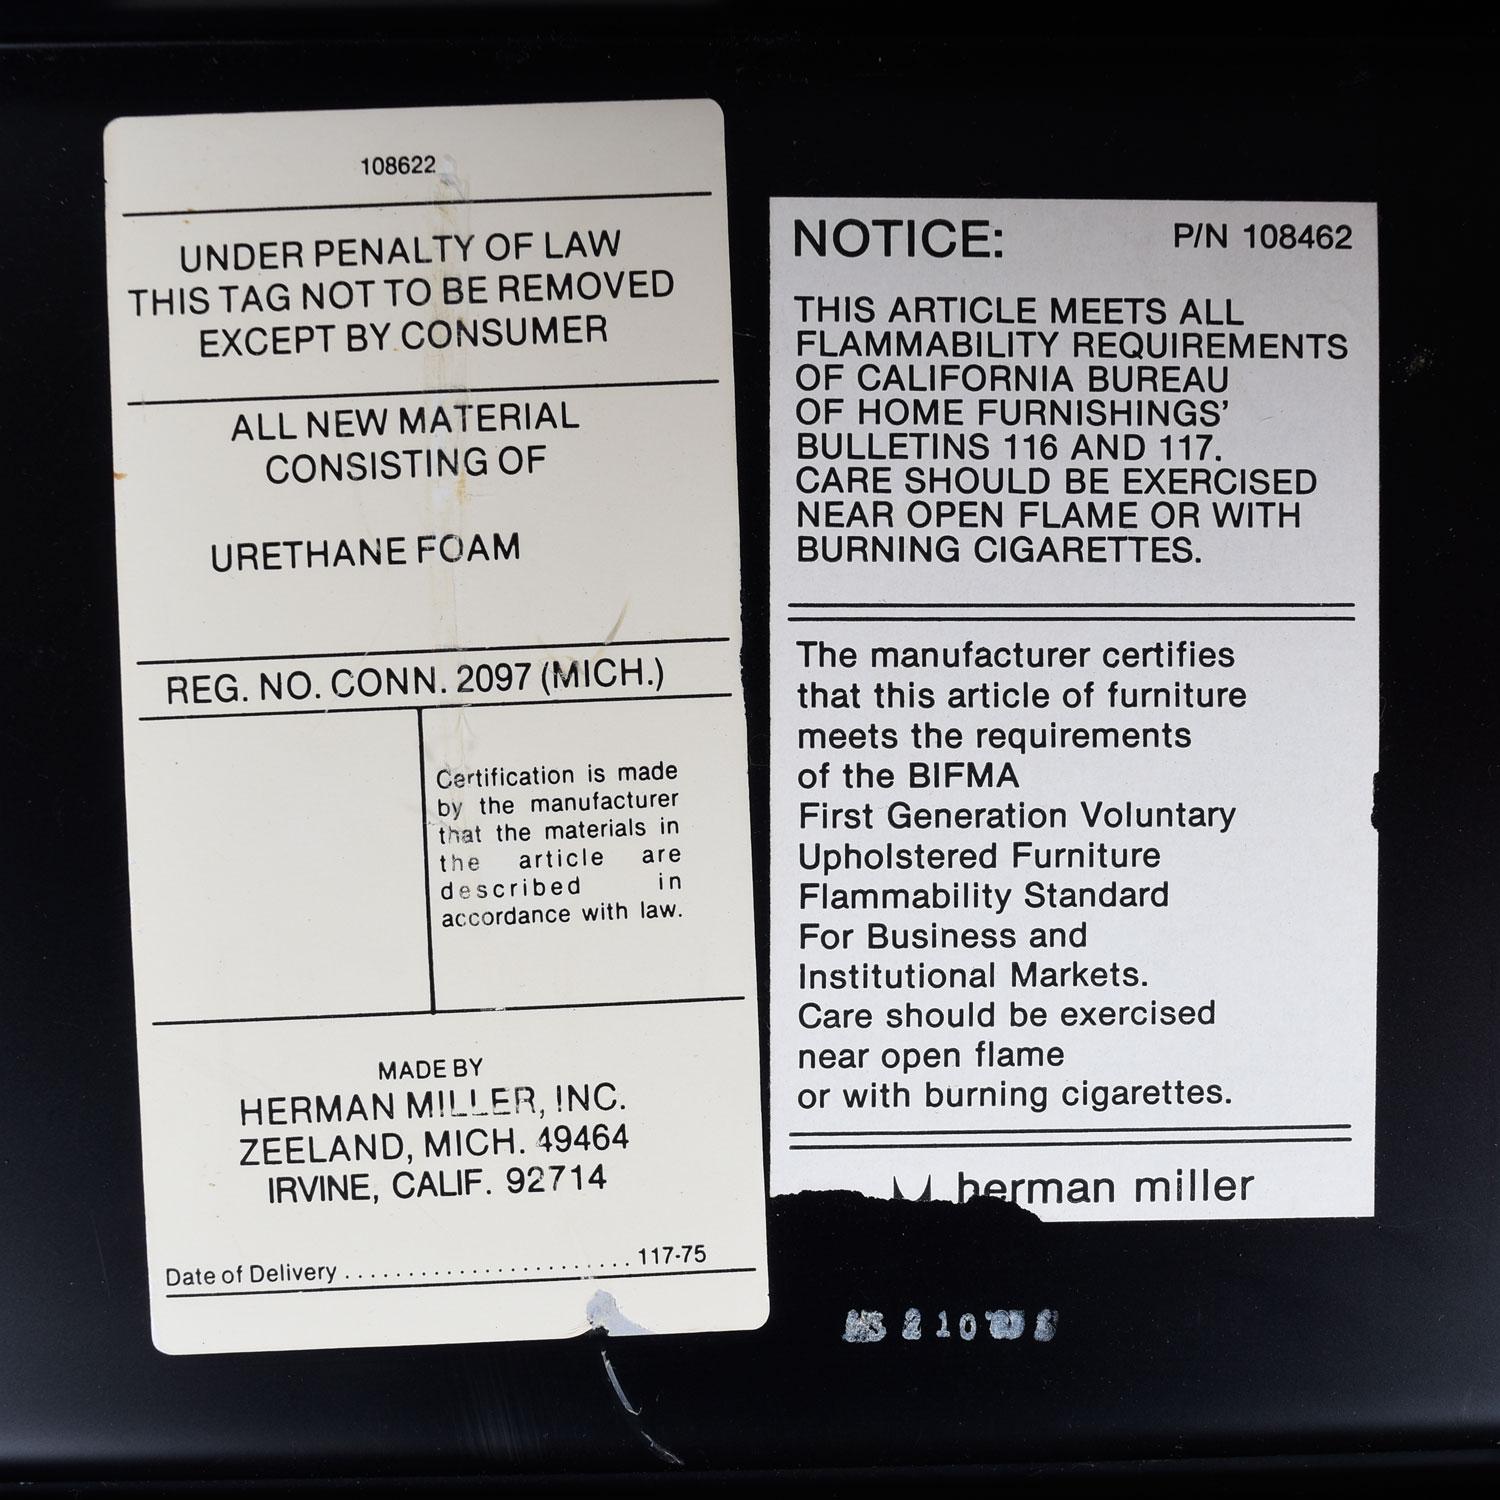 108622
UNDER PENALTY OF LAW
THIS TAG NOT TO BE REMOVED
EXCEPT BY CONSUMER
ALL NEW MATERIAL
CONSISTING OF
URETHANE FOAM
REG. NO. CONN. 2097 (MICH.)
Certification is made
by the manufacturer
that the materials in
the article are
described in
accordance with law.
MADE BY
HERMAN MILLER, INC.
ZEELAND, MICH. 49464
IRVINE, CALIF. 92714
Date of Delivery ........................ 117-75
NOTICE: P/N 108462
THIS ARTICLE MEETS ALL
FLAMMABILITY REQUIREMENTS
OF CALIFORNIA BUREAU
OF HOME FURNISHINGS’
BULLETINS 116 AND 117.
CARE SHOULD BE EXERCISED
NEAR OPEN FLAME OR WITH
BURNING CIGARETTES.
The manufacturer certifies
that this article of furniture
meets the requirements
of the BIFMA
First Generation Voluntary
Upholstered Furniture
Flammability Standard
For Business and
Institutional Markets.
Care should be exercised
near open flame
or with burning cigarettes.
herman miller